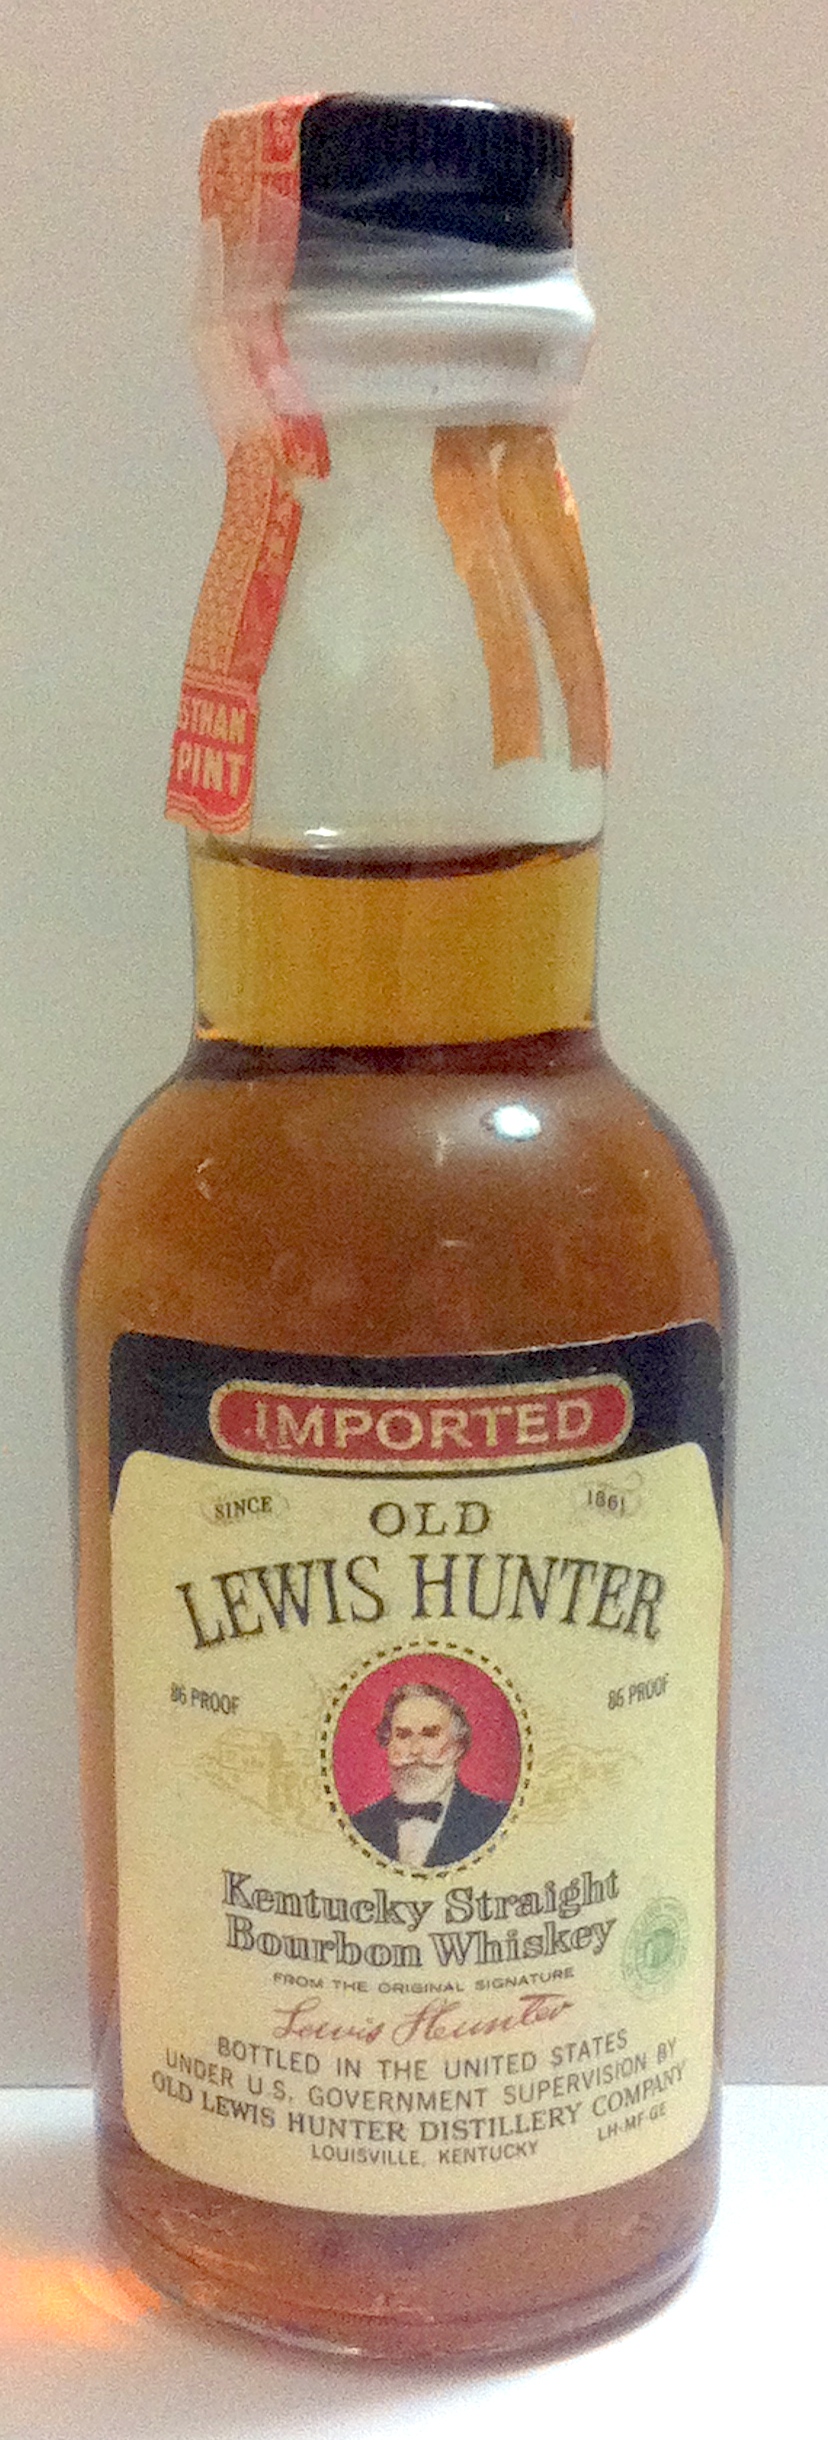 STHAN
PINT
IMPORTED
SINCE 1861
OLD
LEWIS HUNTER
86 PROOF 86 PROOF
Kentucky Straight
Bourbon Whiskey
FROM THE ORIGINAL SIGNATURE
Lewis Hunter
BOTTLED IN THE UNITED STATES
UNDER U.S. GOVERNMENT SUPERVISION BY
OLD LEWIS HUNTER DISTILLERY COMPANY
LOUISVILLE, KENTUCKY LH-MF-GE